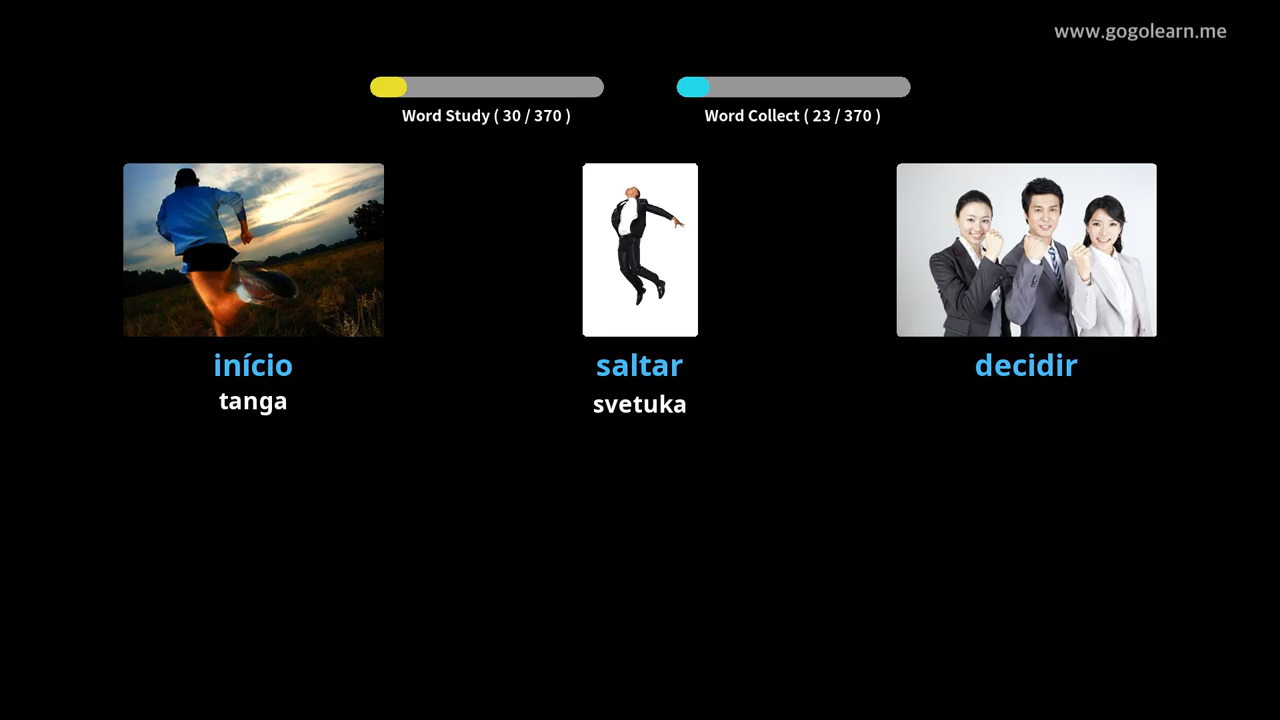 www.gogolearn.me
Word Study ( 30 / 370 )
Word Collect ( 23 / 370 )
início
saltar
decidir
tanga
svetuka